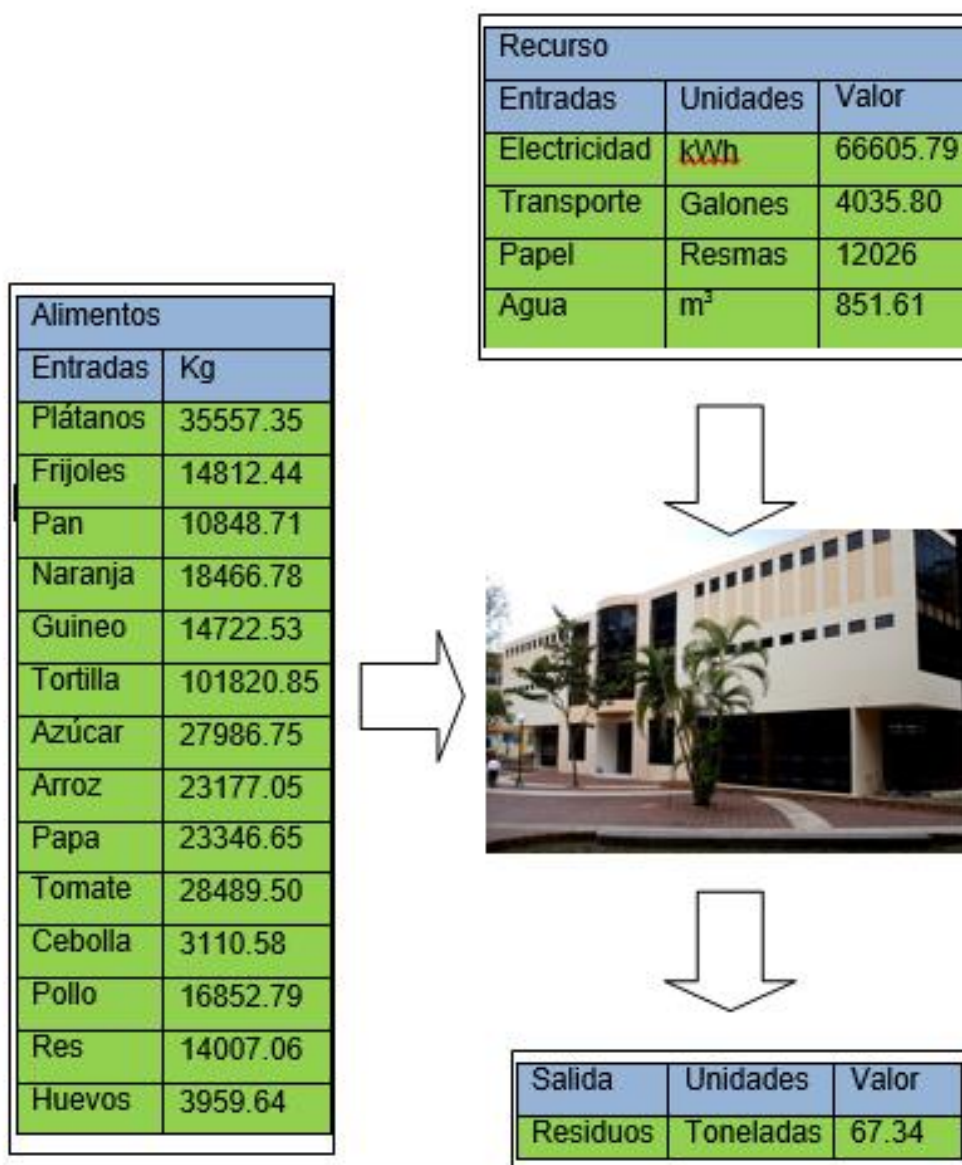 Recurso
Entradas Unidades Valor
Electricidad kWh 66605.79
Transporte Galones 4035.80
Papel Resmas 12026
Agua m³ 851.61
Alimentos
Entradas Kg
Plátanos 35557.35
Frijoles 14812.44
Pan 10848.71
Naranja 18466.78
Guineo 14722.53
Tortilla 101820.85
Azúcar 27986.75
Arroz 23177.05
Papa 23346.65
Tomate 28489.50
Cebolla 3110.58
Pollo 16852.79
Res 14007.06
Huevos 3959.64
Salida Unidades Valor
Residuos Toneladas 67.34